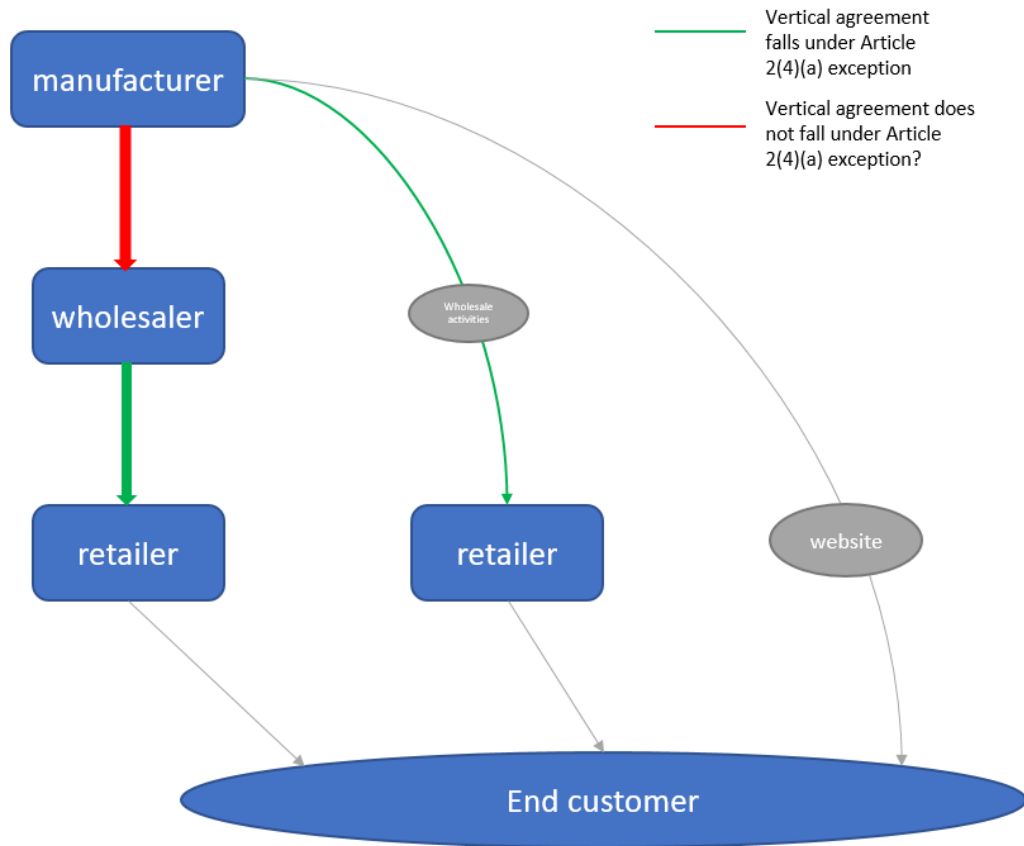 Vertical agreement
falls under Article
2(4)(a) exception
manufacturer
Vertical agreement does
not fall under Article
2(4)(a) exception?
wholesaler
Wholesale
activities
retailer
retailer
website
End customer